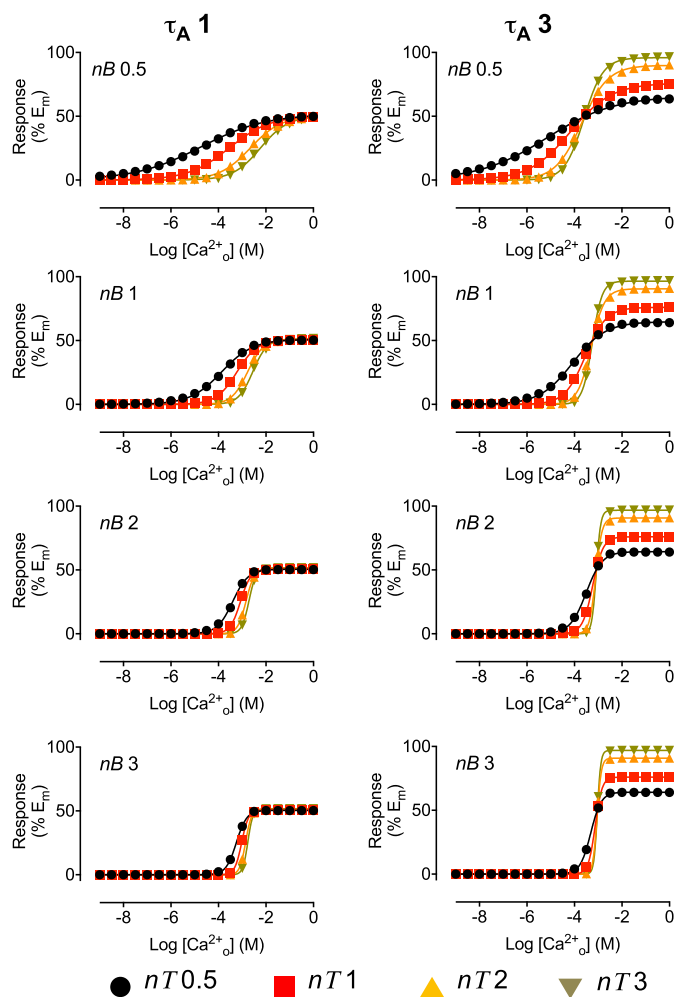 τA 1
τA 3
nB 0.5
Response
(% Em)
100
50
0
-8 -6 -4 -2 0
Log [Ca2+o] (M)
nB 0.5
Response
(% Em)
100
50
0
-8 -6 -4 -2 0
Log [Ca2+o] (M)
nB 1
Response
(% Em)
100
50
0
-8 -6 -4 -2 0
Log [Ca2+o] (M)
nB 1
Response
(% Em)
100
50
0
-8 -6 -4 -2 0
Log [Ca2+o] (M)
nB 2
Response
(% Em)
100
50
0
-8 -6 -4 -2 0
Log [Ca2+o] (M)
nB 2
Response
(% Em)
100
50
0
-8 -6 -4 -2 0
Log [Ca2+o] (M)
nB 3
Response
(% Em)
100
50
0
-8 -6 -4 -2 0
Log [Ca2+o] (M)
nB 3
Response
(% Em)
100
50
0
-8 -6 -4 -2 0
Log [Ca2+o] (M)
nT 0.5 nT 1 nT 2 nT 3